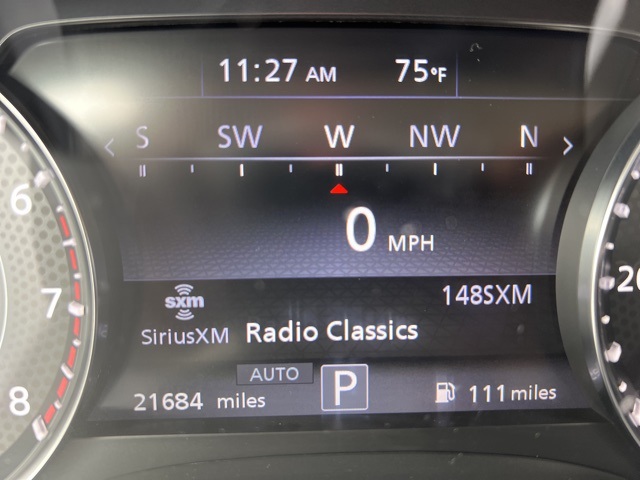 11:27 AM 75°F
S SW W NW N
0 MPH
6
7
8
sxm
148SXM
SiriusXM Radio Classics
AUTO
21684 miles P 111 miles